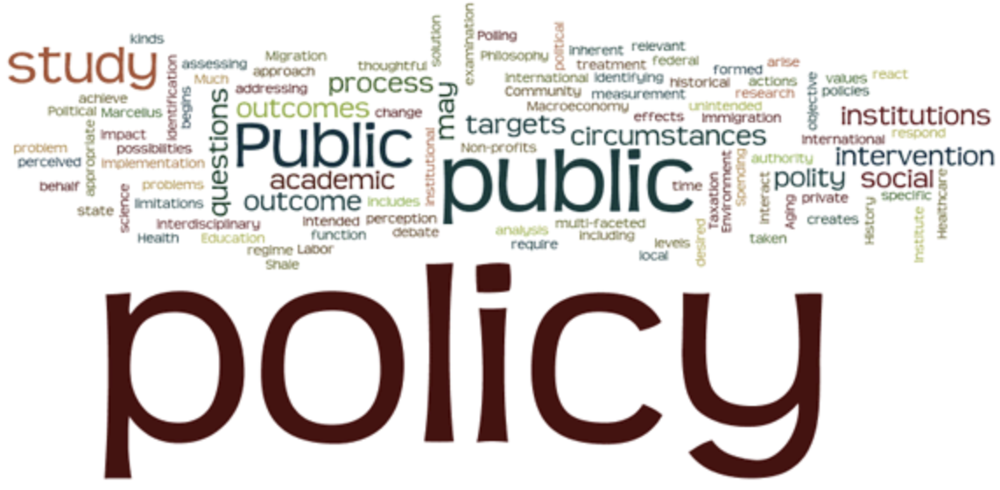 kinds
study
assessing
Much
Migration
approach
thoughtful
solution
examination
Polling
Philosophy
political
inherent
relevant
treatment
federal
achieve
identification
begins
addressing
process
International
identifying
historical
formed
arise
actions
values
react
Political
Marcellus
questions
outcomes
change
may
Community
measurement
research
objective
policies
Macroeconomy
unintended
effects
Immigration
institutions
appropriate
impact
possibilities
Public
targets
circumstances
International
respond
problem
perceived
implementation
institutional
Non-profits
public
authority
intervention
behalf
science
problems
academic
time
Taxation
Environment
spending
interact
polity
social
Aging
private
specific
Healthcare
state
limitations
outcome
includes
creates
History
Institute
interdisciplinary
intended
perception
multi-faceted
Health
Education
function
debate
analysis
including
require
levels
desired
taken
regime
Labor
local
Shale
policy